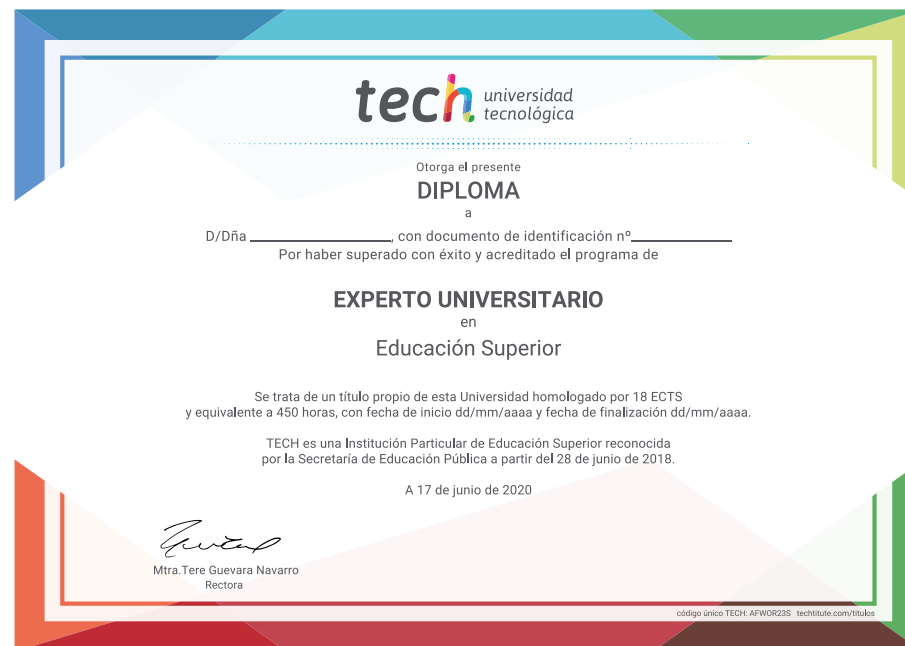 tech universidad
tecnológica
Otorga el presente
DIPLOMA
a
D/Dña ________________, con documento de identificación nº____________
Por haber superado con éxito y acreditado el programa de
EXPERTO UNIVERSITARIO
en
Educación Superior
Se trata de un título propio de esta Universidad homologado por 18 ECTS
y equivalente a 450 horas, con fecha de inicio dd/mm/aaaa y fecha de finalización dd/mm/aaaa.
TECH es una Institución Particular de Educación Superior reconocida
por la Secretaría de Educación Pública a partir del 28 de junio de 2018.
A 17 de junio de 2020
Mtra.Tere Guevara Navarro
Rectora
código único TECH: AFWOR23S techtitute.com/titulos